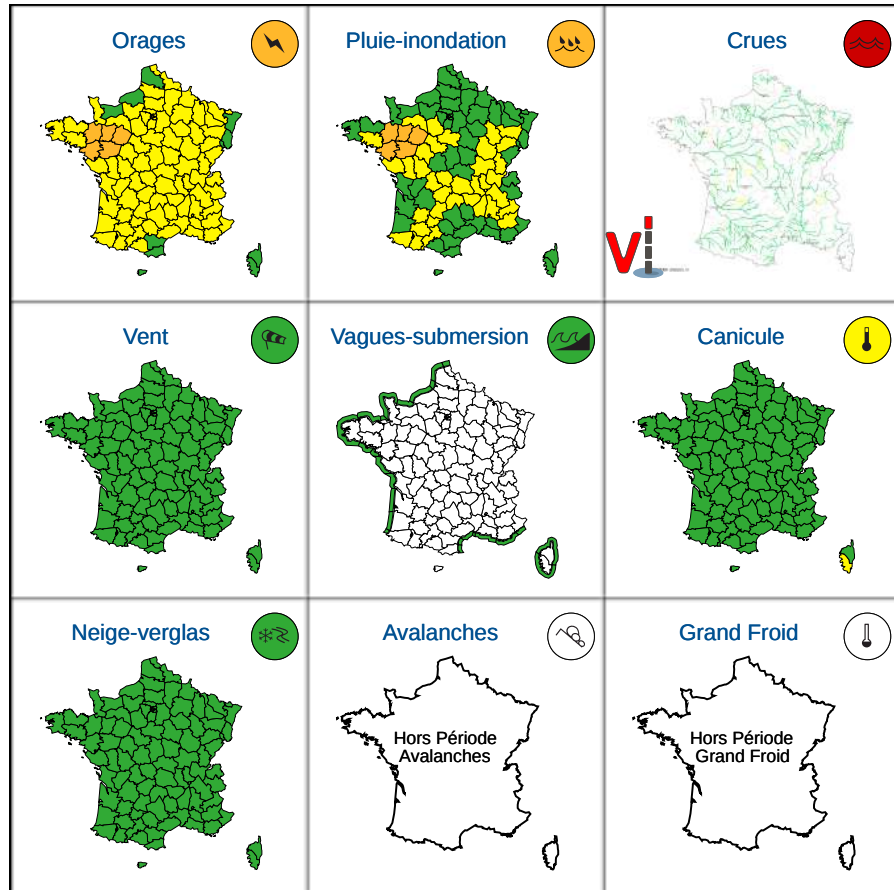 Orages
Pluie-inondation
Crues
Vi
Vent
Vagues-submersion
Canicule
Neige-verglas
Avalanches
Grand Froid
Hors Période
Avalanches
Hors Période
Grand Froid